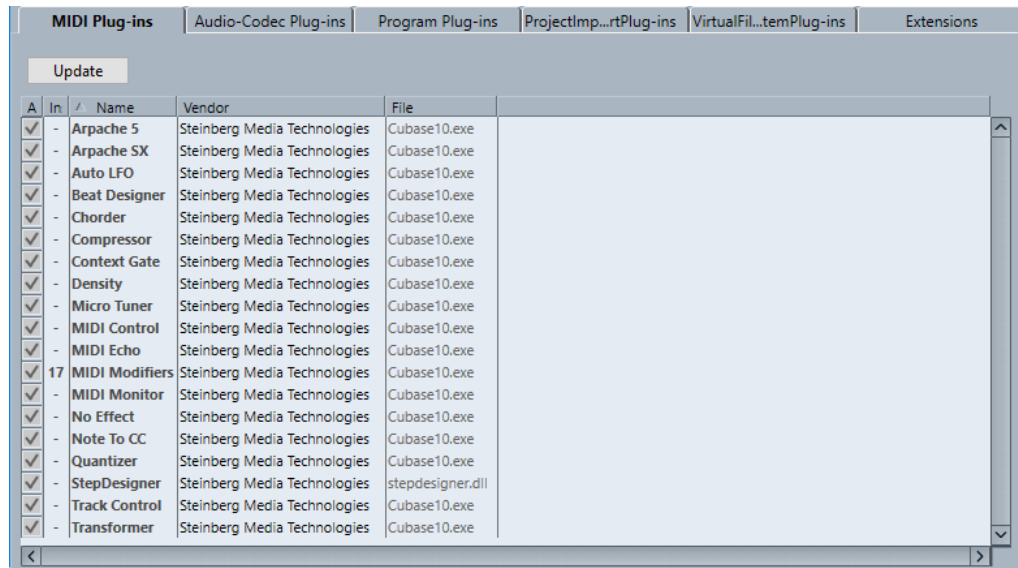 MIDI Plug-ins Audio-Codec Plug-ins Program Plug-ins ProjectImp...rtPlug-ins VirtualFil...temPlug-ins Extensions
Update
A In Name Vendor File
- Arpache 5 Steinberg Media Technologies Cubase10.exe
- Arpache SX Steinberg Media Technologies Cubase10.exe
- Auto LFO Steinberg Media Technologies Cubase10.exe
- Beat Designer Steinberg Media Technologies Cubase10.exe
- Chorder Steinberg Media Technologies Cubase10.exe
- Compressor Steinberg Media Technologies Cubase10.exe
- Context Gate Steinberg Media Technologies Cubase10.exe
- Density Steinberg Media Technologies Cubase10.exe
- Micro Tuner Steinberg Media Technologies Cubase10.exe
- MIDI Control Steinberg Media Technologies Cubase10.exe
- MIDI Echo Steinberg Media Technologies Cubase10.exe
17 MIDI Modifiers Steinberg Media Technologies Cubase10.exe
- MIDI Monitor Steinberg Media Technologies Cubase10.exe
- No Effect Steinberg Media Technologies Cubase10.exe
- Note To CC Steinberg Media Technologies Cubase10.exe
- Quantizer Steinberg Media Technologies Cubase10.exe
- StepDesigner Steinberg Media Technologies stepdesigner.dll
- Track Control Steinberg Media Technologies Cubase10.exe
- Transformer Steinberg Media Technologies Cubase10.exe